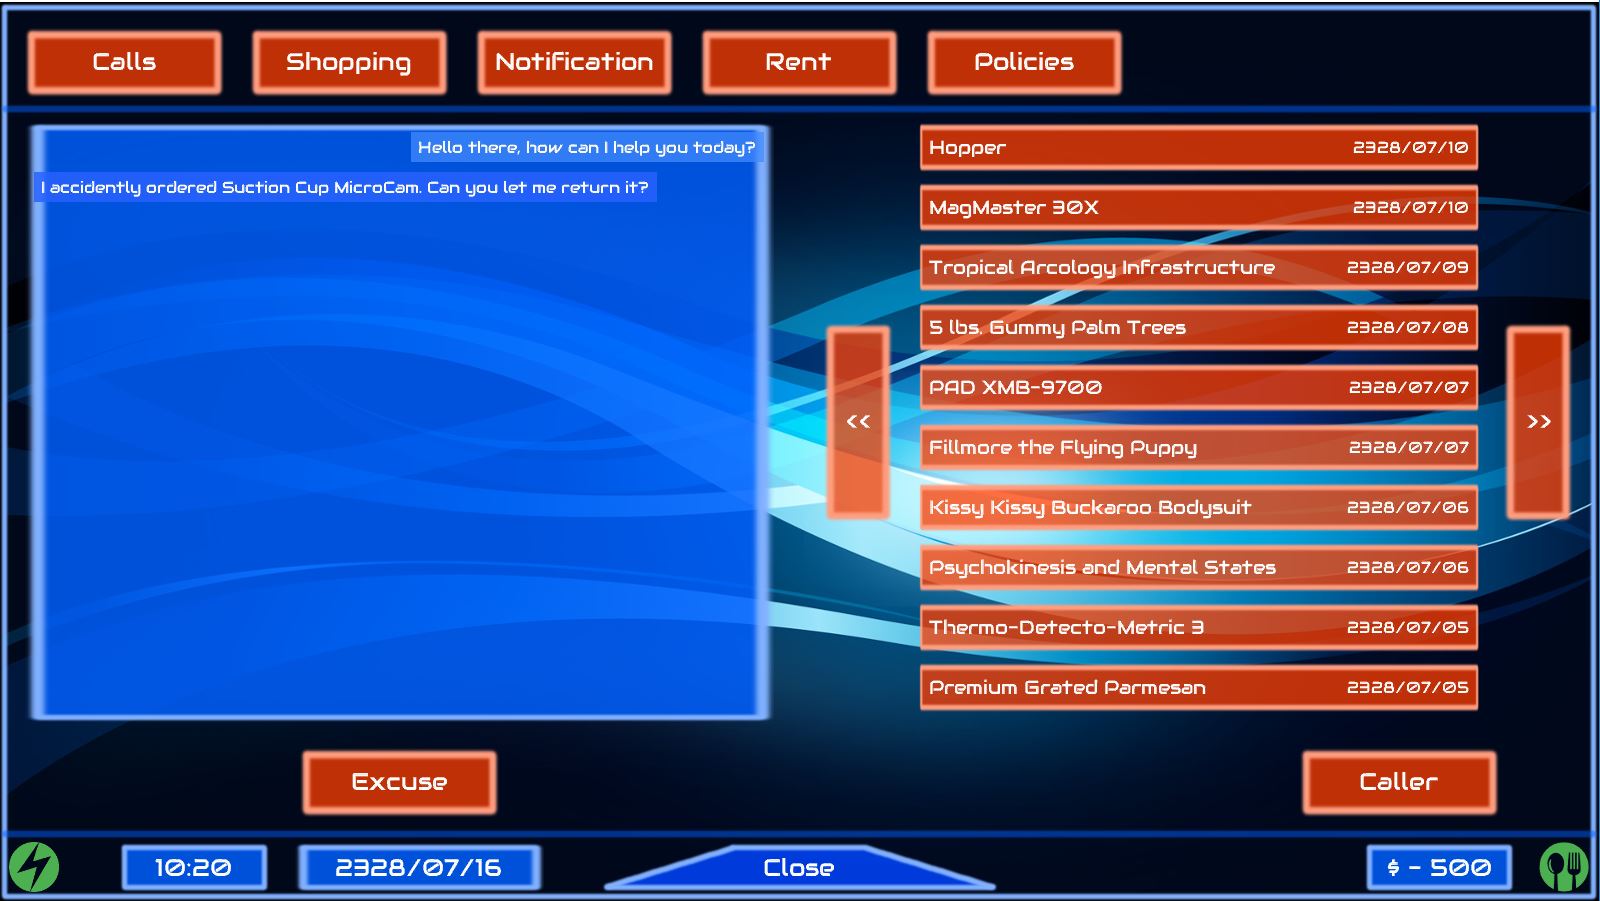 Calls
Shopping
Notification
Rent
Policies
Hello there, how can I help you today?
I accidently ordered Suction Cup MicroCam. Can you let me return it?
Hopper 2328/07/10
MagMaster 30X 2328/07/10
Tropical Arcology Infrastructure 2328/07/09
5 lbs. Gummy Palm Trees 2328/07/08
PAD XMB-9700 2328/07/07
Fillmore the Flying Puppy 2328/07/07
Kissy Kissy Buckaroo Bodysuit 2328/07/06
Psychokinesis and Mental States 2328/07/06
Thermo-Detecto-Metric 3 2328/07/05
Premium Grated Parmesan 2328/07/05
<<
>>
Excuse
Caller
10:20
2328/07/16
Close
$ - 500